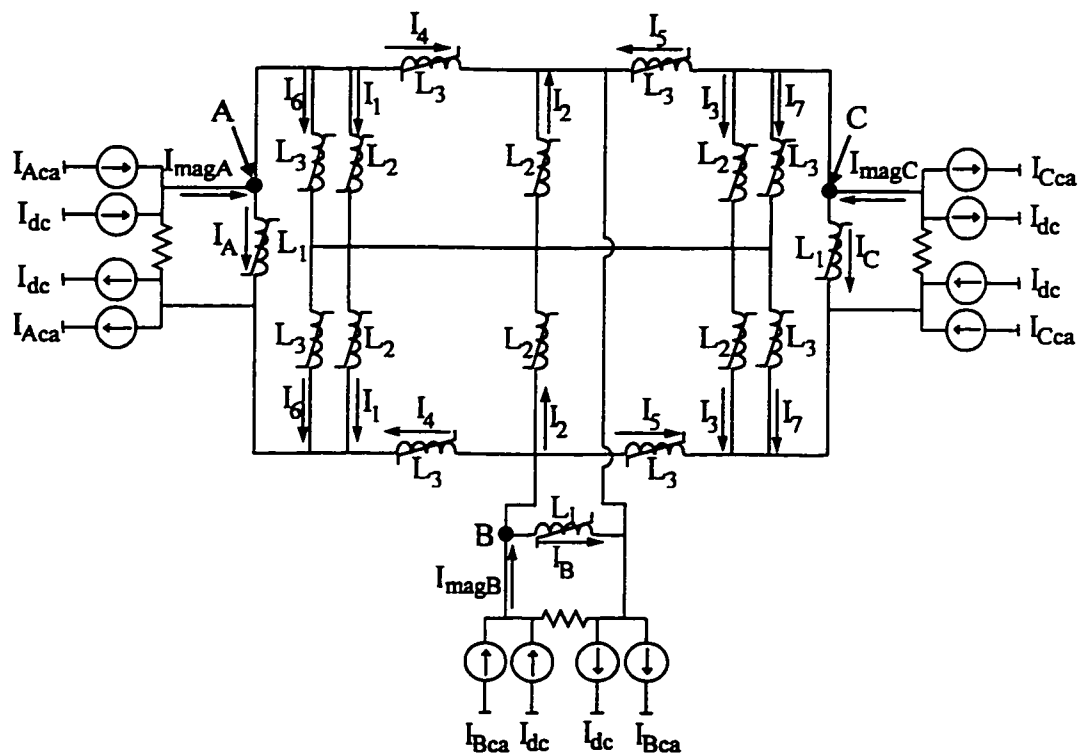 I4 I5
L3 L3
I6 I1 I2 I3 I7
A C
L3 L2 L2 L2 L3
IAca ImagA ImagC ICca
Idc Idc
IA L1 L1 IC
Idc Idc
IAca ICca
L3 L2 L2 L2 L3
I6 I1 I4 I2 I5 I3 I7
L3 L3
L1
B
IB
ImagB
IBca Idc Idc IBca